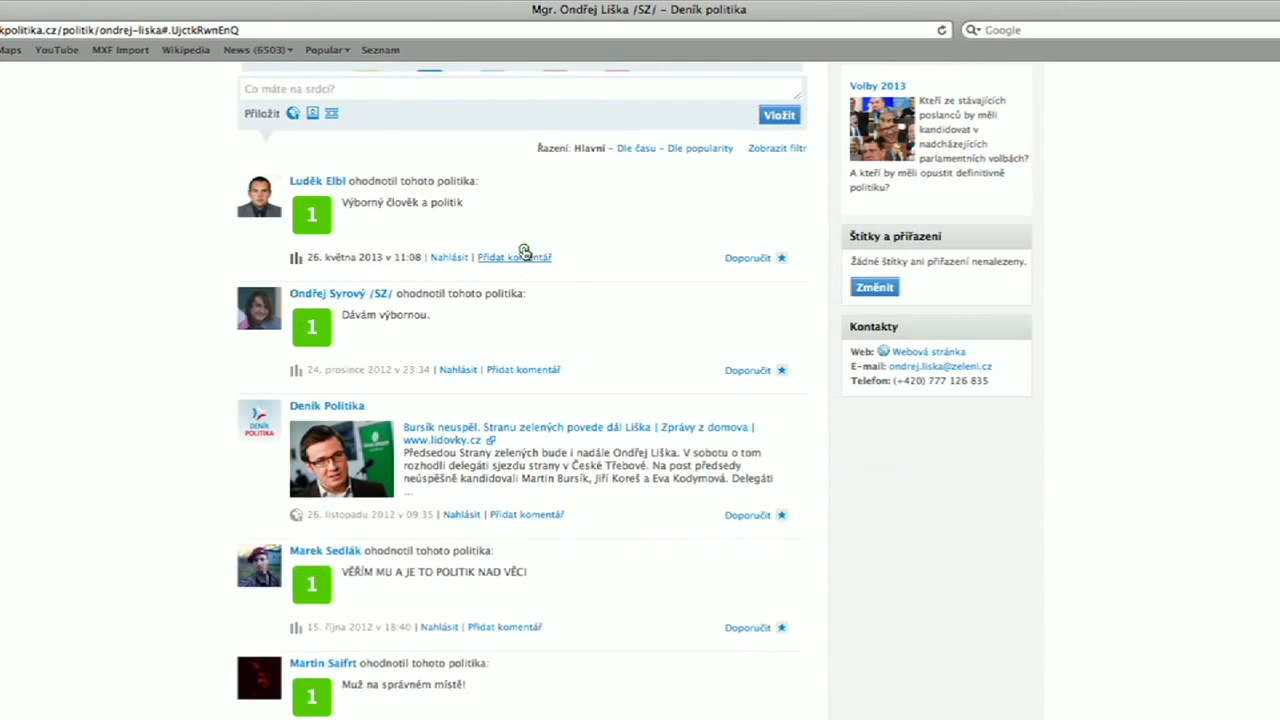 Mgr. Ondřej Liška /SZ/ – Deník politika
kpolitika.cz/politik/ondrej-liska#.UjctkRwnEnQ
Google
Maps YouTube MXF Import Wikipedia News (6503) Popular Seznam
Co máte na srdci?
Přiložit
Vložit
Řazení: Hlavní – Dle času – Dle popularity Zobrazit filtr
Luděk Elbl ohodnotil tohoto politika:
1
Výborný člověk a politik
26. května 2013 v 11:08 | Nahlásit | Přidat komentář
Doporučit
Ondřej Syrový /SZ/ ohodnotil tohoto politika:
1
Dávám výbornou.
24. prosince 2012 v 23:34 | Nahlásit | Přidat komentář
Doporučit
Deník Politika
DENÍK
POLITIKA
Bursík neuspěl. Stranu zelených povede dál Liška | Zprávy z domova |
www.lidovky.cz
Předsedou Strany zelených bude i nadále Ondřej Liška. V sobotu o tom
rozhodli delegáti sjezdu strany v České Třebové. Na post předsedy
neúspěšně kandidovali Martin Bursík, Jiří Koreš a Eva Kodymová. Delegáti
...
26. listopadu 2012 v 09:35 | Nahlásit | Přidat komentář
Doporučit
Marek Sedlák ohodnotil tohoto politika:
1
VĚŘÍM MU A JE TO POLITIK NAD VĚCI
15. října 2012 v 18:40 | Nahlásit | Přidat komentář
Doporučit
Martin Saifrt ohodnotil tohoto politika:
1
Muž na správném místě!
Volby 2013
Kteří ze stávajících
poslanců by měli
kandidovat v
nadcházejících
parlamentních volbách?
A kteří by měli opustit definitivně
politiku?
Štítky a přiřazení
Žádné štítky ani přiřazení nenalezeny.
Změnit
Kontakty
Web: Webová stránka
E-mail: ondrej.liska@zeleni.cz
Telefon: (+420) 777 126 835